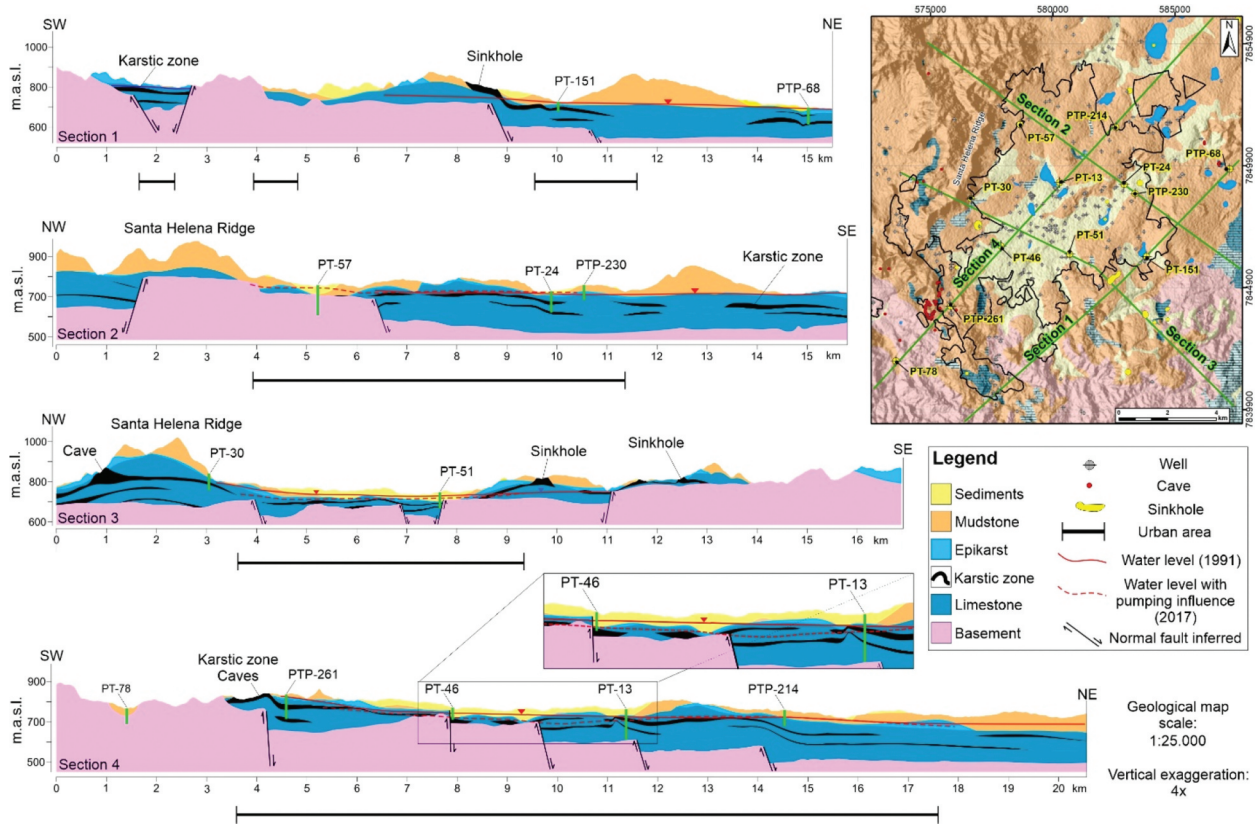 SW
NE
1000
800
600
m.a.s.l.
Karstic zone
Sinkhole
PT-151
PTP-68
Section 1
0 1 2 3 4 5 6 7 8 9 10 11 12 13 14 15 km
NW
Santa Helena Ridge
SE
900
700
500
m.a.s.l.
PT-57
PT-24
PTP-230
Karstic zone
Section 2
0 1 2 3 4 5 6 7 8 9 10 11 12 13 14 15 km
NW
Santa Helena Ridge
SE
1000
800
600
m.a.s.l.
Cave
PT-30
PT-51
Sinkhole
Sinkhole
Section 3
0 1 2 3 4 5 6 7 8 9 10 11 12 13 14 15 16 km
PT-46
PT-13
SW
NE
900
700
500
m.a.s.l.
PT-78
Karstic zone
Caves
PTP-261
PT-46
PT-13
PTP-214
Section 4
0 1 2 3 4 5 6 7 8 9 10 11 12 13 14 15 16 17 18 19 20 km
575000
580000
585000
7854900
7849900
7844900
7839900
N
Santa Helena Ridge
Section 2
PTP-214
PT-57
PT-24
PTP-68
PT-13
PTP-230
PT-30
PT-51
Section 4
PT-46
PT-151
PTP-261
Section 1
Section 3
PT-78
0 2 4
km
Legend
Sediments
Mudstone
Epikarst
Karstic zone
Limestone
Basement
Well
Cave
Sinkhole
Urban area
Water level (1991)
Water level with
pumping influence
(2017)
Normal fault inferred
Geological map
scale:
1:25.000
Vertical exaggeration:
4x